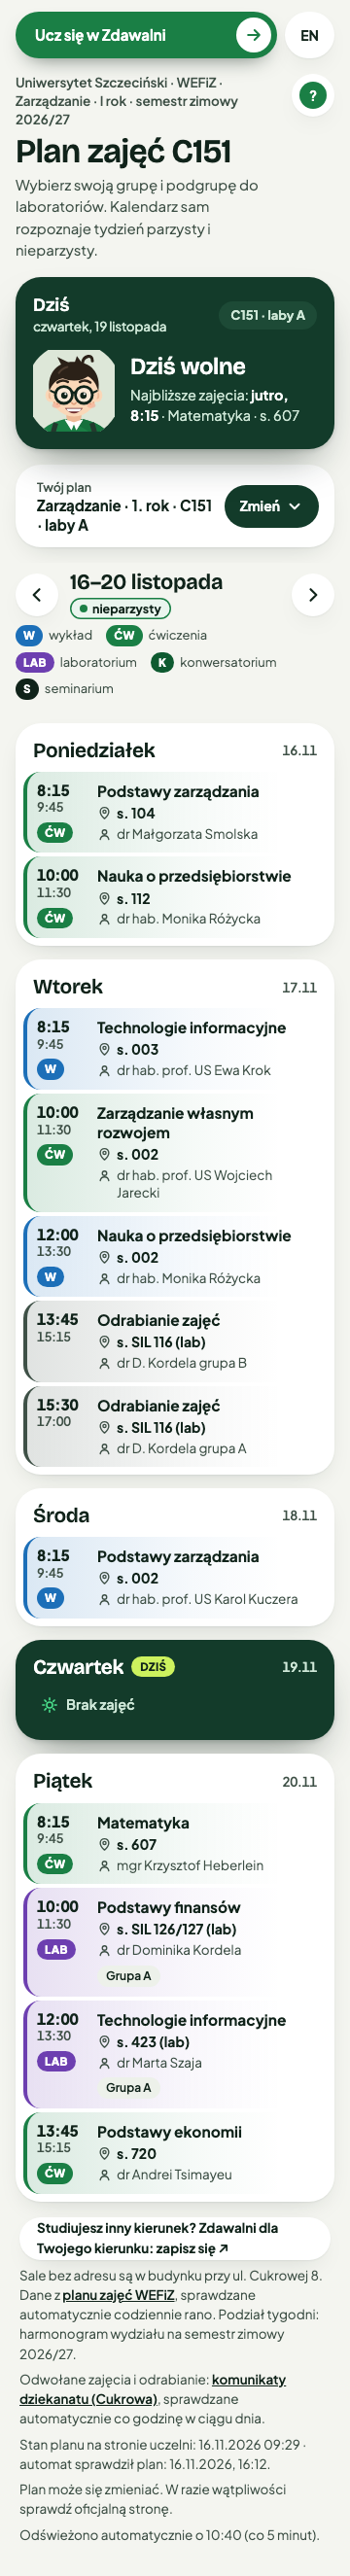 Ucz się w Zdawalni
EN
Uniwersytet Szczeciński · WEFiZ ·
Zarządzanie · I rok · semestr zimowy
2026/27
?
Plan zajęć C151
Wybierz swoją grupę i podgrupę do
laboratoriów. Kalendarz sam
rozpoznaje tydzień parzysty i
nieparzysty.
Dziś
czwartek, 19 listopada
C151 · laby A
Dziś wolne
Najbliższe zajęcia: jutro,
8:15 · Matematyka · s. 607
Twój plan
Zarządzanie · 1. rok · C151
· laby A
Zmień
16–20 listopada
nieparzysty
W wykład ĆW ćwiczenia
LAB laboratorium K konwersatorium
S seminarium
Poniedziałek 16.11
8:15 Podstawy zarządzania
9:45 s. 104
ĆW dr Małgorzata Smolska
10:00 Nauka o przedsiębiorstwie
11:30 s. 112
ĆW dr hab. Monika Różycka
Wtorek 17.11
8:15 Technologie informacyjne
9:45 s. 003
W dr hab. prof. US Ewa Krok
10:00 Zarządzanie własnym
11:30 rozwojem
ĆW s. 002
dr hab. prof. US Wojciech
Jarecki
12:00 Nauka o przedsiębiorstwie
13:30 s. 002
W dr hab. Monika Różycka
13:45 Odrabianie zajęć
15:15 s. SIL 116 (lab)
dr D. Kordela grupa B
15:30 Odrabianie zajęć
17:00 s. SIL 116 (lab)
dr D. Kordela grupa A
Środa 18.11
8:15 Podstawy zarządzania
9:45 s. 002
W dr hab. prof. US Karol Kuczera
Czwartek DZIŚ 19.11
Brak zajęć
Piątek 20.11
8:15 Matematyka
9:45 s. 607
ĆW mgr Krzysztof Heberlein
10:00 Podstawy finansów
11:30 s. SIL 126/127 (lab)
LAB dr Dominika Kordela
Grupa A
12:00 Technologie informacyjne
13:30 s. 423 (lab)
LAB dr Marta Szaja
Grupa A
13:45 Podstawy ekonomii
15:15 s. 720
ĆW dr Andrei Tsimayeu
Studiujesz inny kierunek? Zdawalni dla
Twojego kierunku: zapisz się ↗
Sale bez adresu są w budynku przy ul. Cukrowej 8.
Dane z planu zajęć WEFiZ, sprawdzane
automatycznie codziennie rano. Podział tygodni:
harmonogram wydziału na semestr zimowy
2026/27.
Odwołane zajęcia i odrabianie: komunikaty
dziekanatu (Cukrowa), sprawdzane
automatycznie co godzinę w ciągu dnia.
Stan planu na stronie uczelni: 16.11.2026 09:29 ·
automat sprawdził plan: 16.11.2026, 16:12.
Plan może się zmieniać. W razie wątpliwości
sprawdź oficjalną stronę.
Odświeżono automatycznie o 10:40 (co 5 minut).